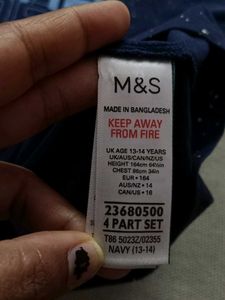 M&S
MADE IN BANGLADESH
KEEP AWAY
FROM FIRE
UK AGE 13-14 YEARS
UK/AUS/CAN/NZ/US
HEIGHT 164cm 64½in
CHEST 86cm 34in
EUR • 164
AUS/NZ • 14
CAN/US • 16
23680500
4 PART SET
T86 5023Z/02355
NAVY (13-14)